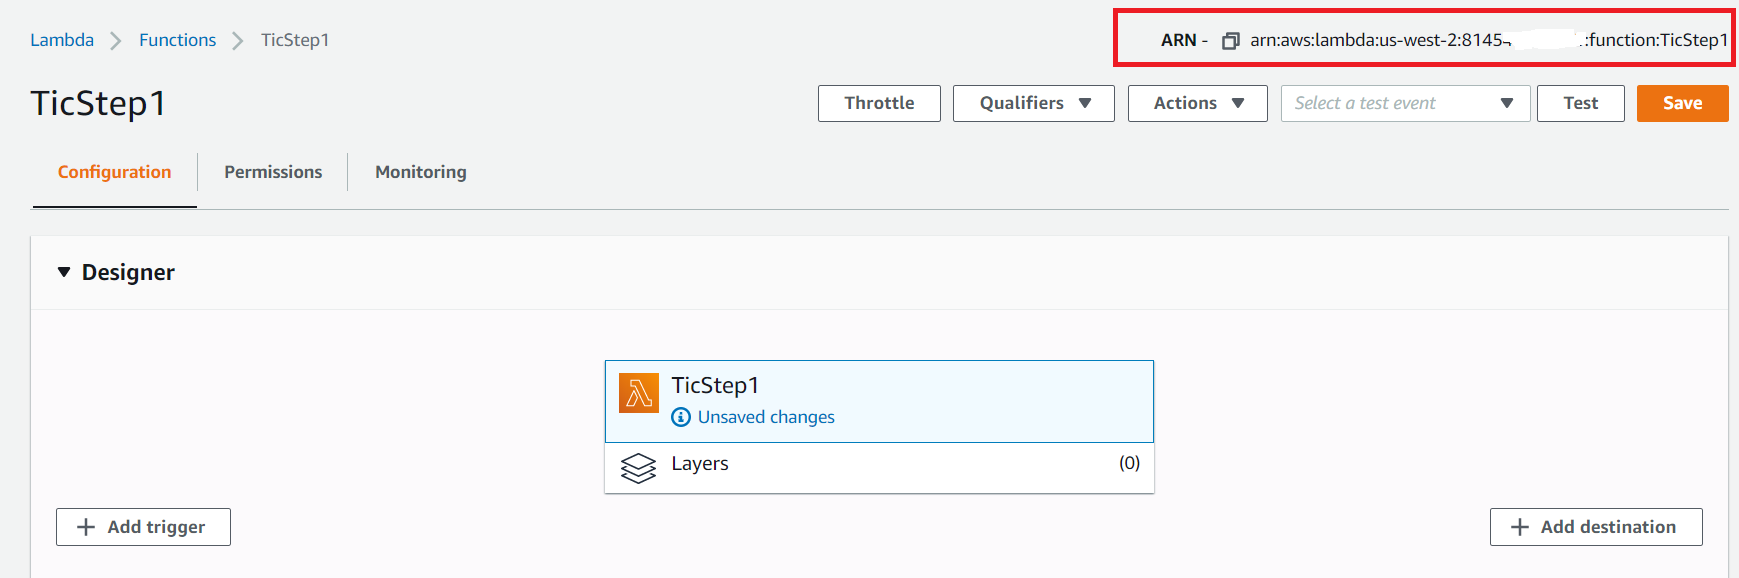 Lambda > Functions > TicStep1
ARN - arn:aws:lambda:us-west-2:8145 :function:TicStep1
TicStep1
Throttle Qualifiers Actions Select a test event Test Save
Configuration Permissions Monitoring
Designer
TicStep1
Unsaved changes
Layers (0)
Add trigger
Add destination